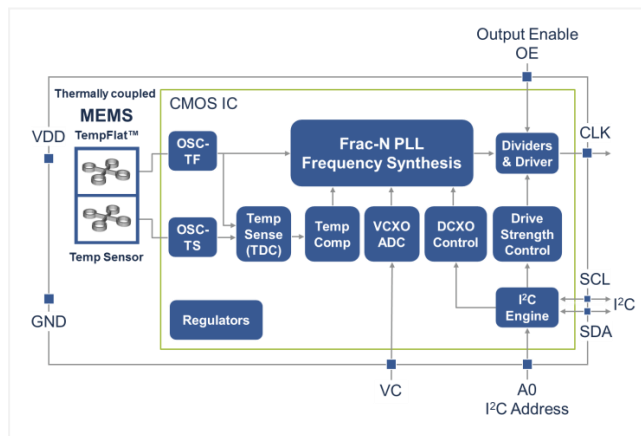 Output Enable
OE
Thermally coupled
MEMS
TempFlat™
CMOS IC
VDD
CLK
OSC-
TF
Frac-N PLL
Frequency Synthesis
Dividers
& Driver
OSC-
TS
Temp
Sense
(TDC)
Temp
Comp
VCXO
ADC
DCXO
Control
Drive
Strength
Control
Temp Sensor
SCL
I²C
SDA
I²C
Engine
Regulators
GND
VC
A0
I²C Address